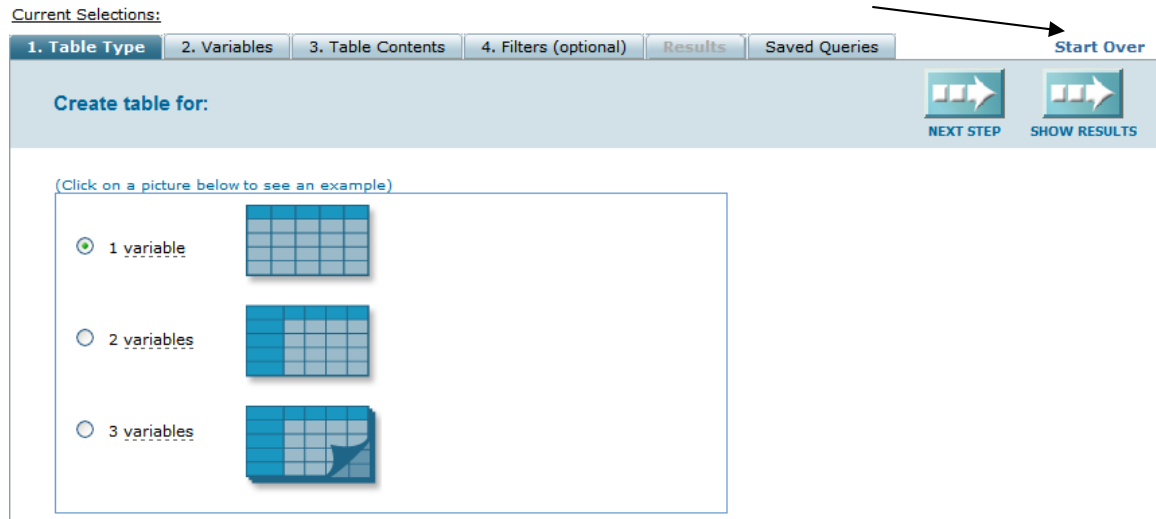 Current Selections:
1. Table Type 2. Variables 3. Table Contents 4. Filters (optional) Results Saved Queries Start Over
Create table for:
NEXT STEP SHOW RESULTS
(Click on a picture below to see an example)
1 variable
2 variables
3 variables